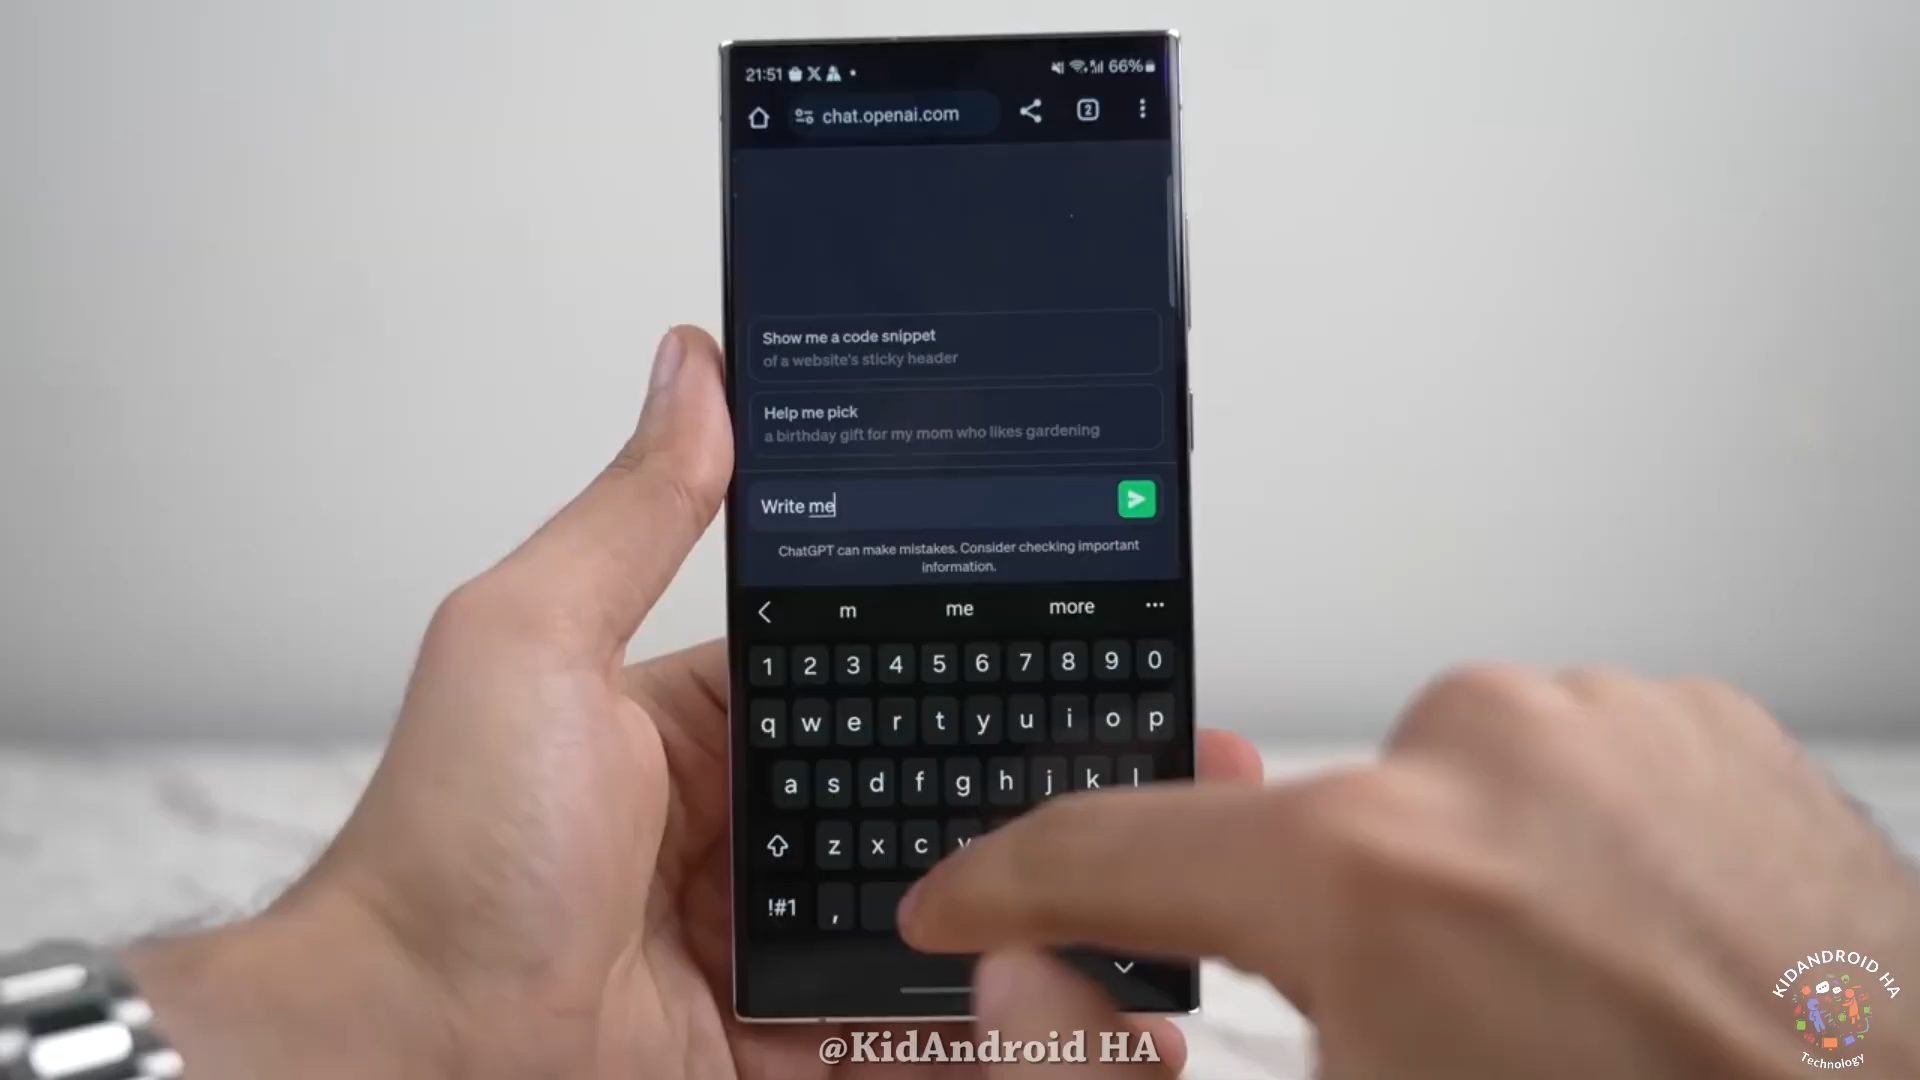 21:51 X 66%
chat.openai.com 2
Show me a code snippet
of a website's sticky header
Help me pick
a birthday gift for my mom who likes gardening
Write me
ChatGPT can make mistakes. Consider checking important
information.
m me more
1 2 3 4 5 6 7 8 9 0
q w e r t y u i o p
a s d f g h j k l
z x c v
!#1 ,
@KidAndroid HA
KIDANDROID HA
Technology